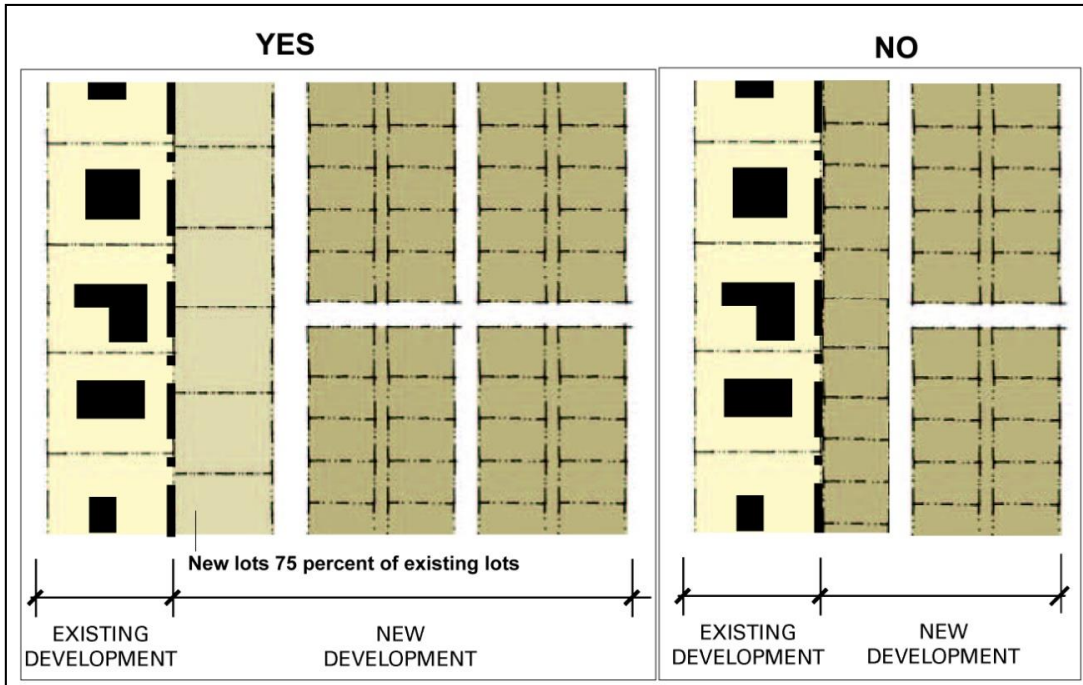 YES
NO
New lots 75 percent of existing lots
EXISTING
DEVELOPMENT
NEW
DEVELOPMENT
EXISTING
DEVELOPMENT
NEW
DEVELOPMENT